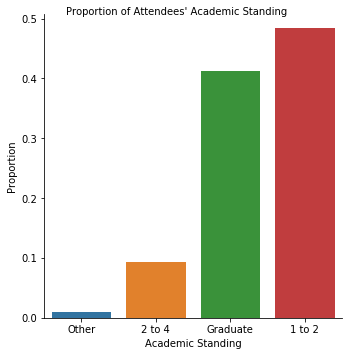 Proportion of Attendees' Academic Standing
0.5
0.4
0.3
0.2
0.1
0.0
Proportion
Other
2 to 4
Graduate
1 to 2
Academic Standing